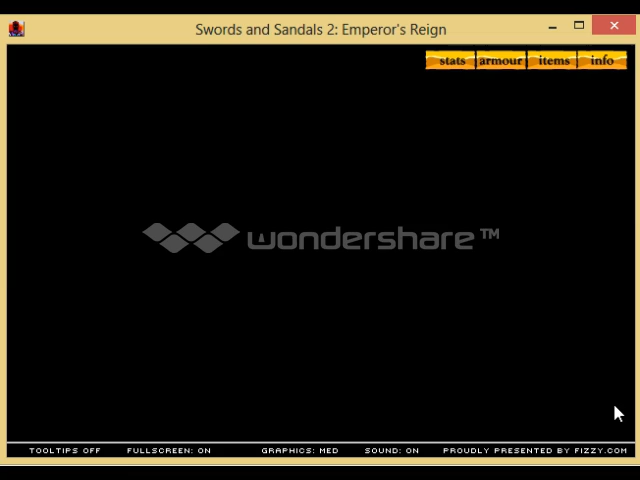 Swords and Sandals 2: Emperor's Reign
stats armour items info
wondershare™
TOOLTIPS OFF FULLSCREEN: ON GRAPHICS: MED SOUND: ON PROUDLY PRESENTED BY FIZZY.COM